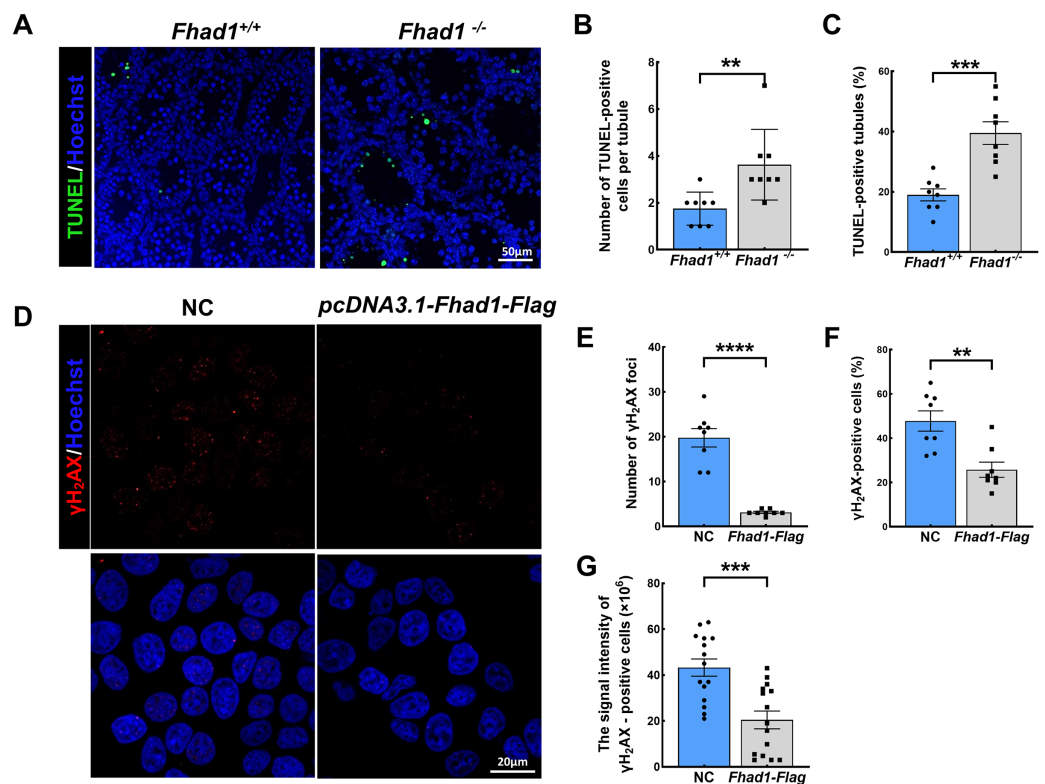 A
Fhad1+/+
Fhad1 -/-
TUNEL/Hoechst
50μm
B
Number of TUNEL-positive
cells per tubule
8
6
4
2
0
**
Fhad1+/+
Fhad1 -/-
C
TUNEL-positive tubules (%)
60
40
20
0
***
Fhad1+/+
Fhad1-/-
D
NC
pcDNA3.1-Fhad1-Flag
γH2AX/Hoechst
20μm
E
Number of γH2AX foci
40
30
20
10
0
****
NC
Fhad1-Flag
F
γH2AX-positive cells (%)
80
60
40
20
0
**
NC
Fhad1-Flag
G
The signal intensity of
γH2AX - positive cells (×10⁶)
80
60
40
20
0
***
NC
Fhad1-Flag